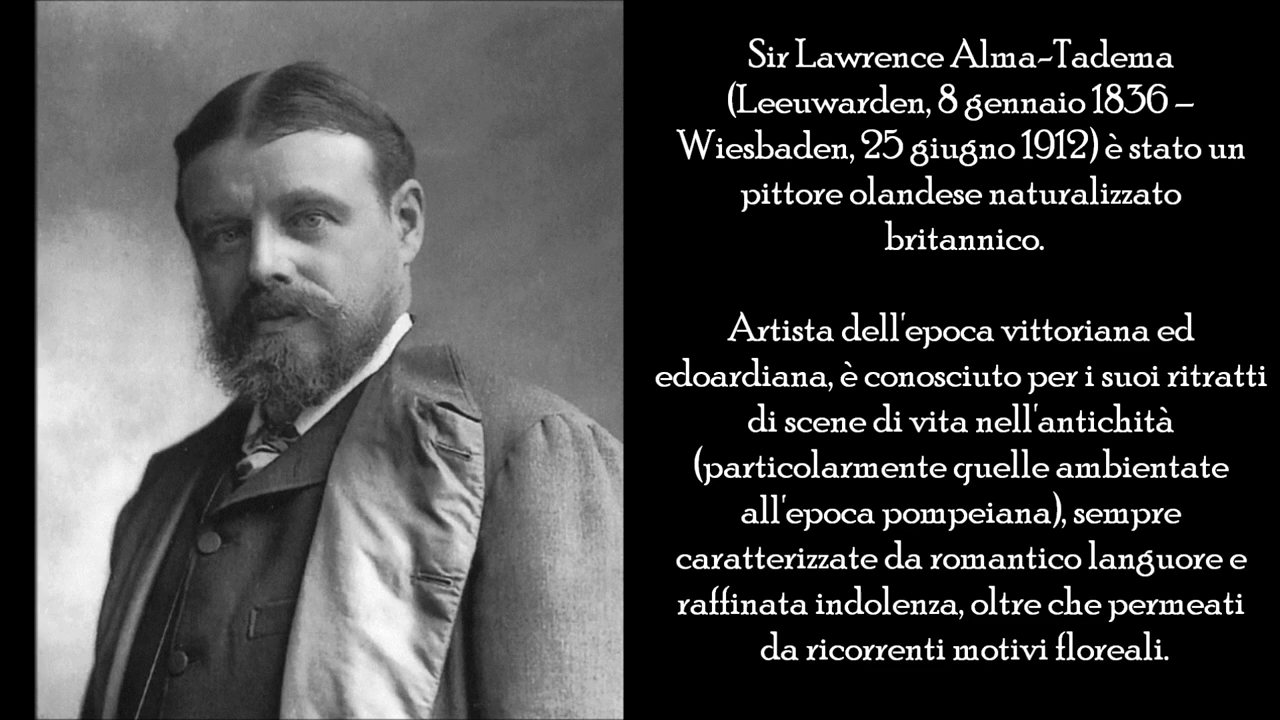 Sir Lawrence Alma-Tadema
(Leeuwarden, 8 gennaio 1836 –
Wiesbaden, 25 giugno 1912) è stato un
pittore olandese naturalizzato
britannico.
Artista dell'epoca vittoriana ed
edoardiana, è conosciuto per i suoi ritratti
di scene di vita nell'antichità
(particolarmente quelle ambientate
all'epoca pompeiana), sempre
caratterizzate da romantico languore e
raffinata indolenza, oltre che permeati
da ricorrenti motivi floreali.